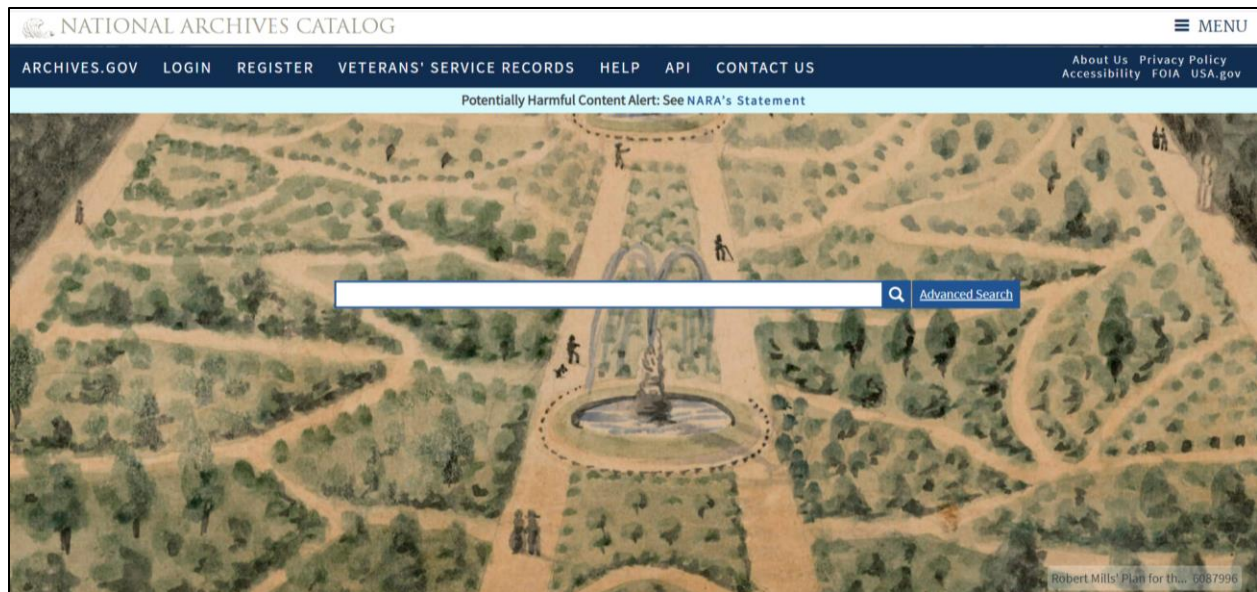 NATIONAL ARCHIVES CATALOG
MENU
ARCHIVES.GOV LOGIN REGISTER VETERANS' SERVICE RECORDS HELP API CONTACT US
About Us Privacy Policy
Accessibility FOIA USA.gov
Potentially Harmful Content Alert: See NARA's Statement
Advanced Search
Robert Mills' Plan for th... 6087996